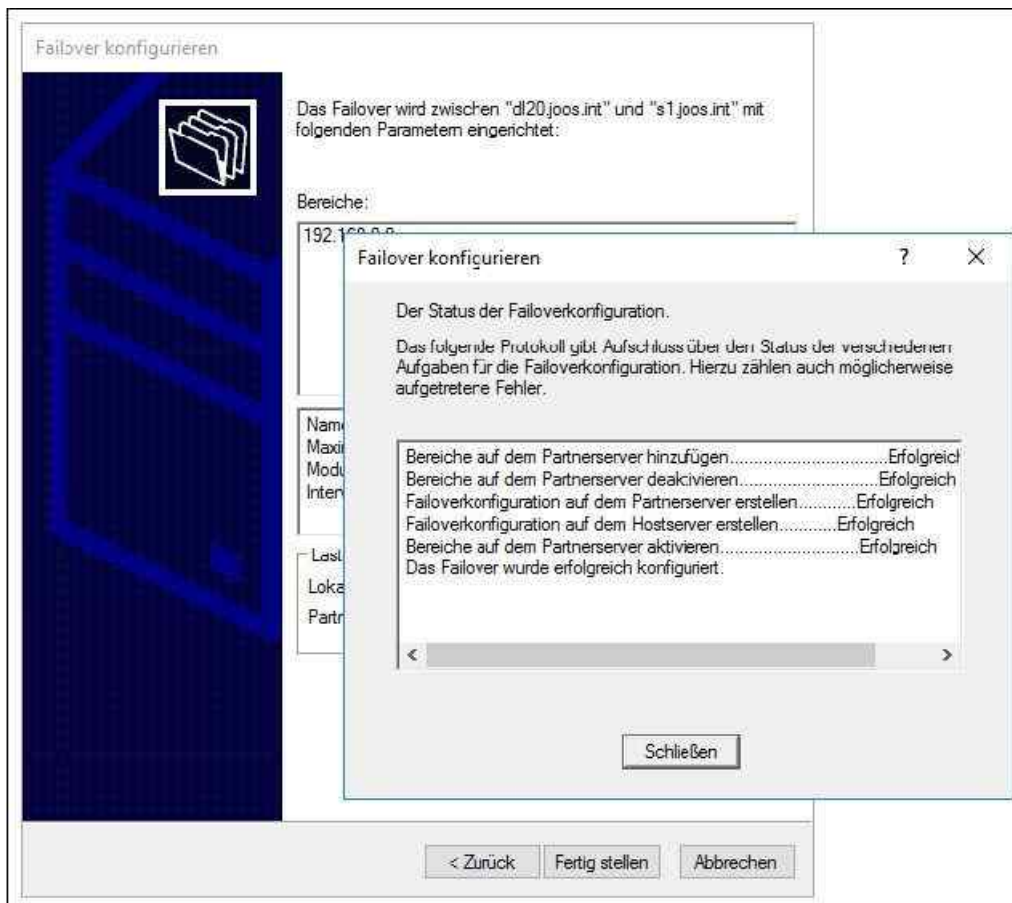 Failover konfigurieren
Das Failover wird zwischen "dl20.joos.int" und "s1.joos.int" mit
folgenden Parametern eingerichtet:
Bereiche:
Failover konfigurieren
?
Der Status der Failoverkonfiguration.
Das folgende Protokoll gibt Aufschluss über den Status der verschiedenen
Aufgaben für die Failoverkonfiguration. Hierzu zählen auch möglicherweise
aufgetretene Fehler.
Bereiche auf dem Partnerserver hinzufügen..................................Erfolgreich
Bereiche auf dem Partnerserver deaktivieren..............................Erfolgreich
Failoverkonfiguration auf dem Partnerserver erstellen............Erfolgreich
Failoverkonfiguration auf dem Hostserver erstellen............Erfolgreich
Bereiche auf dem Partnerserver aktivieren..............................Erfolgreich
Das Failover wurde erfolgreich konfiguriert.
Schließen
< Zurück
Fertig stellen
Abbrechen